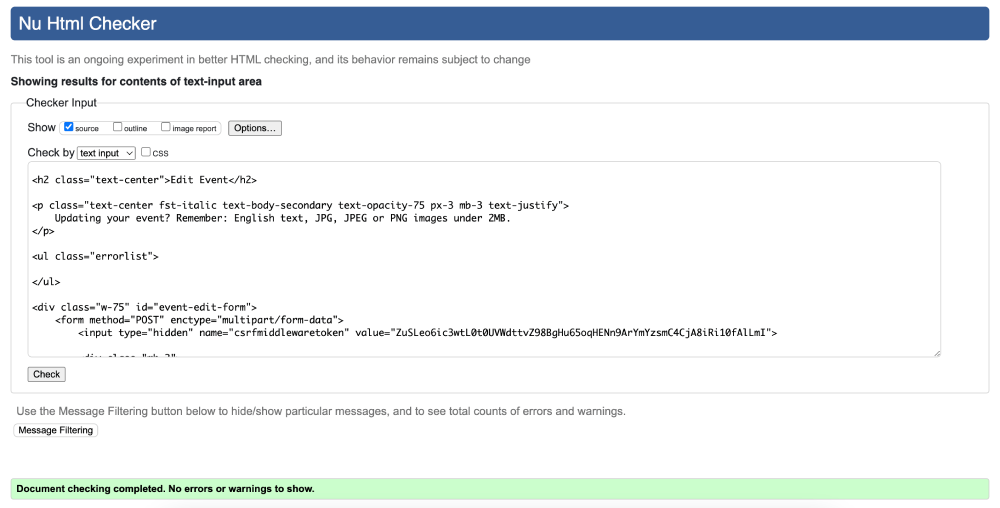 Nu Html Checker
This tool is an ongoing experiment in better HTML checking, and its behavior remains subject to change
Showing results for contents of text-input area
Checker Input
Show source outline image report Options...
Check by text input CSS
<h2 class="text-center">Edit Event</h2>
<p class="text-center fst-italic text-body-secondary text-opacity-75 px-3 mb-3 text-justify">
Updating your event? Remember: English text, JPG, JPEG or PNG images under 2MB.
</p>
<ul class="errorlist">
</ul>
<div class="w-75" id="event-edit-form">
<form method="POST" enctype="multipart/form-data">
<input type="hidden" name="csrfmiddlewaretoken" value="ZuSLeo6ic3wtL0t0UVWdttvZ98BgHu65oqHENn9ArYmYzsmC4CjA8iRi10fAlLmI">
Check
Use the Message Filtering button below to hide/show particular messages, and to see total counts of errors and warnings.
Message Filtering
Document checking completed. No errors or warnings to show.